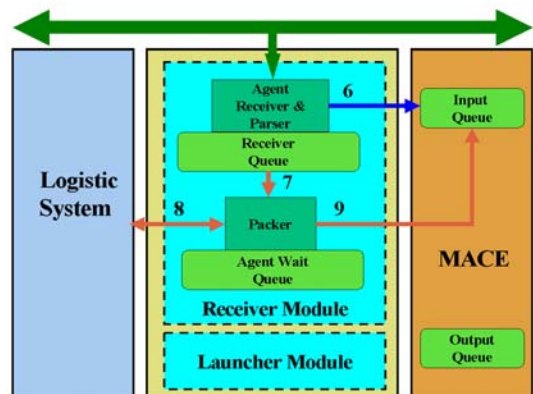 Agent
Receiver &
Parser
6
Input
Queue
Receiver
Queue
7
Logistic
System
8
Packer
9
Agent Wait
Queue
MACE
Receiver Module
Launcher Module
Output
Queue